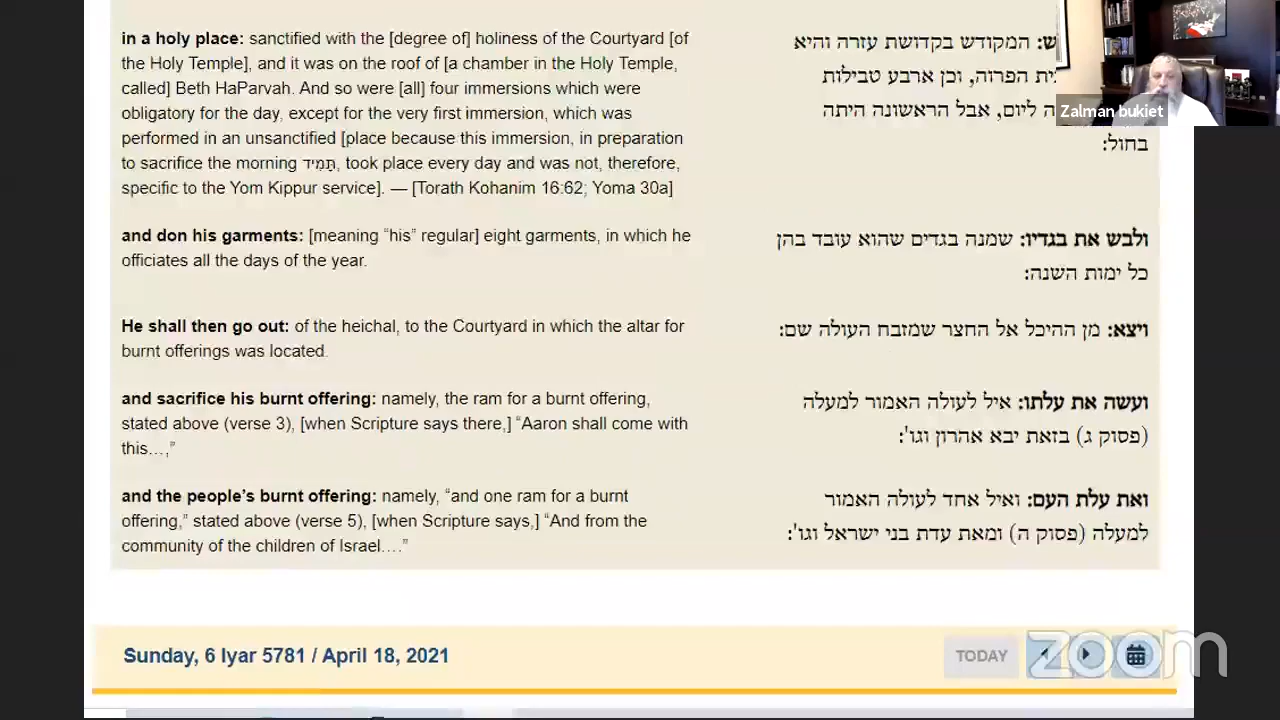 in a holy place: sanctified with the [degree of] holiness of the Courtyard [of
the Holy Temple], and it was on the roof of [a chamber in the Holy Temple,
called] Beth HaParvah. And so were [all] four immersions which were
obligatory for the day, except for the very first immersion, which was
performed in an unsanctified [place because this immersion, in preparation
to sacrifice the morning תָּמִיד, took place every day and was not, therefore,
specific to the Yom Kippur service]. — [Torath Kohanim 16:62; Yoma 30a]
המקודש בקדושת עזרה והיא
הפרוה, וכן ארבע טבילות
ליום, אבל הראשונה היתה
בחול:
Zalman bukiet
and don his garments: [meaning “his” regular] eight garments, in which he
officiates all the days of the year.
ולבש את בגדיו: שמנה בגדים שהוא עובד בהן
כל ימות השנה:
He shall then go out: of the heichal, to the Courtyard in which the altar for
burnt offerings was located.
ויצא: מן ההיכל אל החצר שמזבח העולה שם:
and sacrifice his burnt offering: namely, the ram for a burnt offering,
stated above (verse 3), [when Scripture says there,] “Aaron shall come with
this…,”
ועשה את עלתו: איל לעולה האמור למעלה
(פסוק ג) בזאת יבא אהרון וגו':
and the people’s burnt offering: namely, “and one ram for a burnt
offering,” stated above (verse 5), [when Scripture says,] “And from the
community of the children of Israel….”
ואת עלת העם: ואיל אחד לעולה האמור
למעלה (פסוק ה) ומאת עדת בני ישראל וגו':
Sunday, 6 Iyar 5781 / April 18, 2021
TODAY
zoom